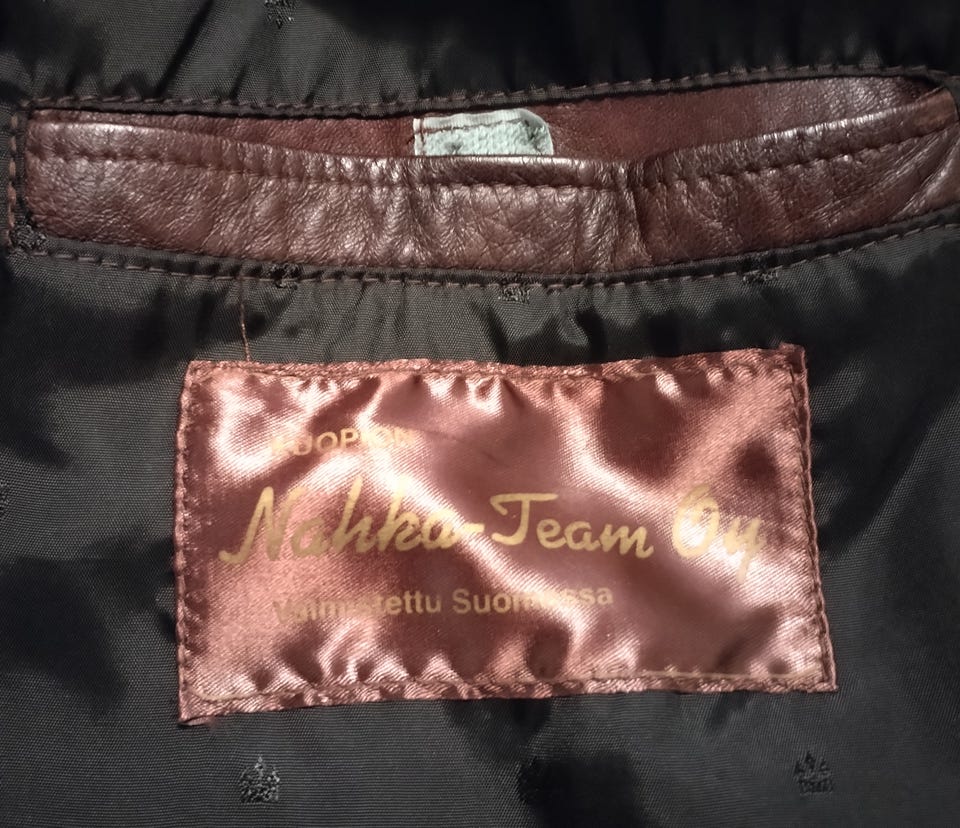 KUOPION
Nahka-Team Oy
Valmistettu Suomessa